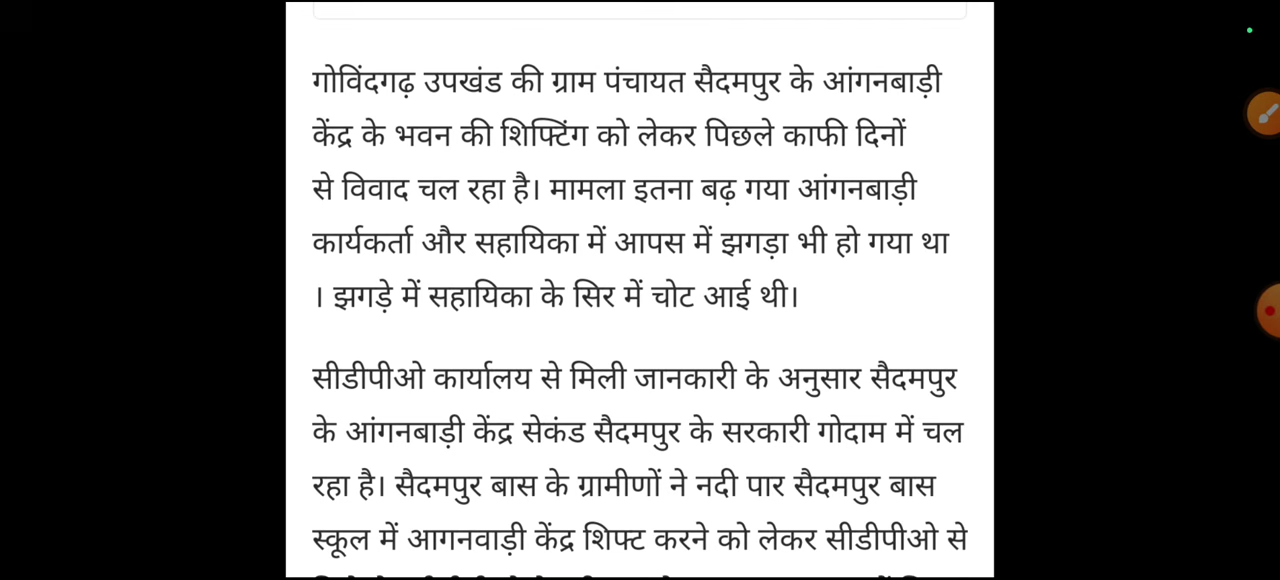 गोविंदगढ़ उपखंड की ग्राम पंचायत सैदमपुर के आंगनबाड़ी
केंद्र के भवन की शिफ्टिंग को लेकर पिछले काफी दिनों
से विवाद चल रहा है। मामला इतना बढ़ गया आंगनबाड़ी
कार्यकर्ता और सहायिका में आपस में झगड़ा भी हो गया था
। झगड़े में सहायिका के सिर में चोट आई थी।
सीडीपीओ कार्यालय से मिली जानकारी के अनुसार सैदमपुर
के आंगनबाड़ी केंद्र सेकंड सैदमपुर के सरकारी गोदाम में चल
रहा है। सैदमपुर बास के ग्रामीणों ने नदी पार सैदमपुर बास
स्कूल में आगनवाड़ी केंद्र शिफ्ट करने को लेकर सीडीपीओ से